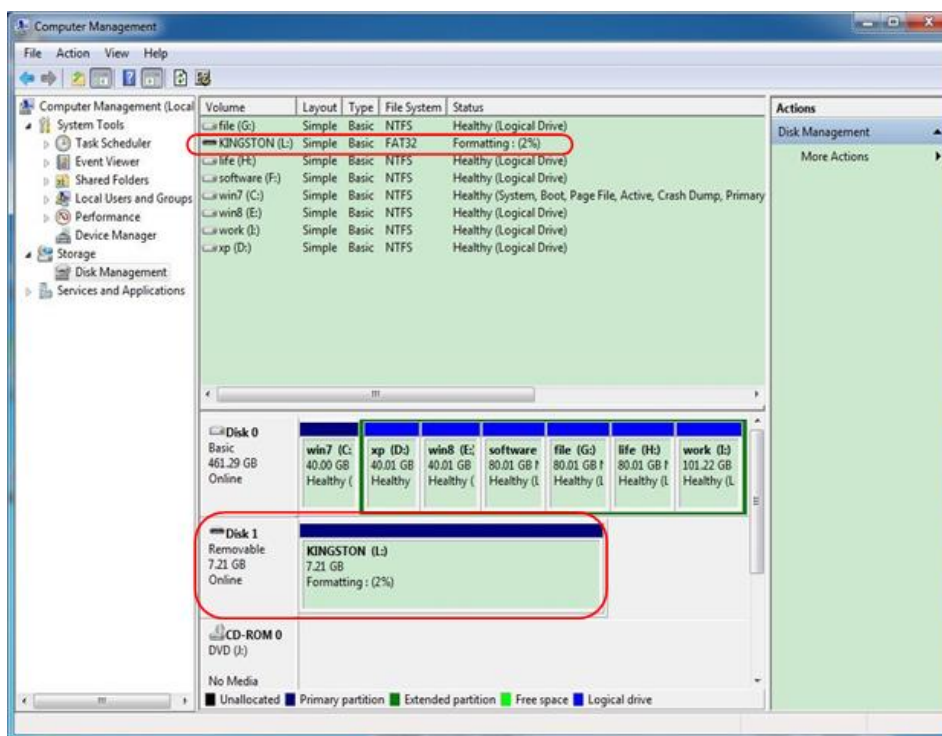 Computer Management
File Action View Help
Computer Management (Local
System Tools
Task Scheduler
Event Viewer
Shared Folders
Local Users and Groups
Performance
Device Manager
Storage
Disk Management
Services and Applications
Volume Layout Type File System Status
file (G:) Simple Basic NTFS Healthy (Logical Drive)
KINGSTON (L:) Simple Basic FAT32 Formatting : (2%)
life (H:) Simple Basic NTFS Healthy (Logical Drive)
software (F:) Simple Basic NTFS Healthy (Logical Drive)
win7 (C:) Simple Basic NTFS Healthy (System, Boot, Page File, Active, Crash Dump, Primary
win8 (E:) Simple Basic NTFS Healthy (Logical Drive)
work (I:) Simple Basic NTFS Healthy (Logical Drive)
xp (D:) Simple Basic NTFS Healthy (Logical Drive)
Actions
Disk Management
More Actions
Disk 0
Basic
461.29 GB
Online
win7 (C:
40.00 GB
Healthy (
xp (D:)
40.01 GB
Healthy
win8 (E:
40.01 GB
Healthy (
software
80.01 GB N
Healthy (L
file (G:)
80.01 GB N
Healthy (L
life (H:)
80.01 GB N
Healthy (L
work (I:)
101.22 GB
Healthy (L
Disk 1
Removable
7.21 GB
Online
KINGSTON (L:)
7.21 GB
Formatting : (2%)
CD-ROM 0
DVD (J:)
No Media
Unallocated Primary partition Extended partition Free space Logical drive